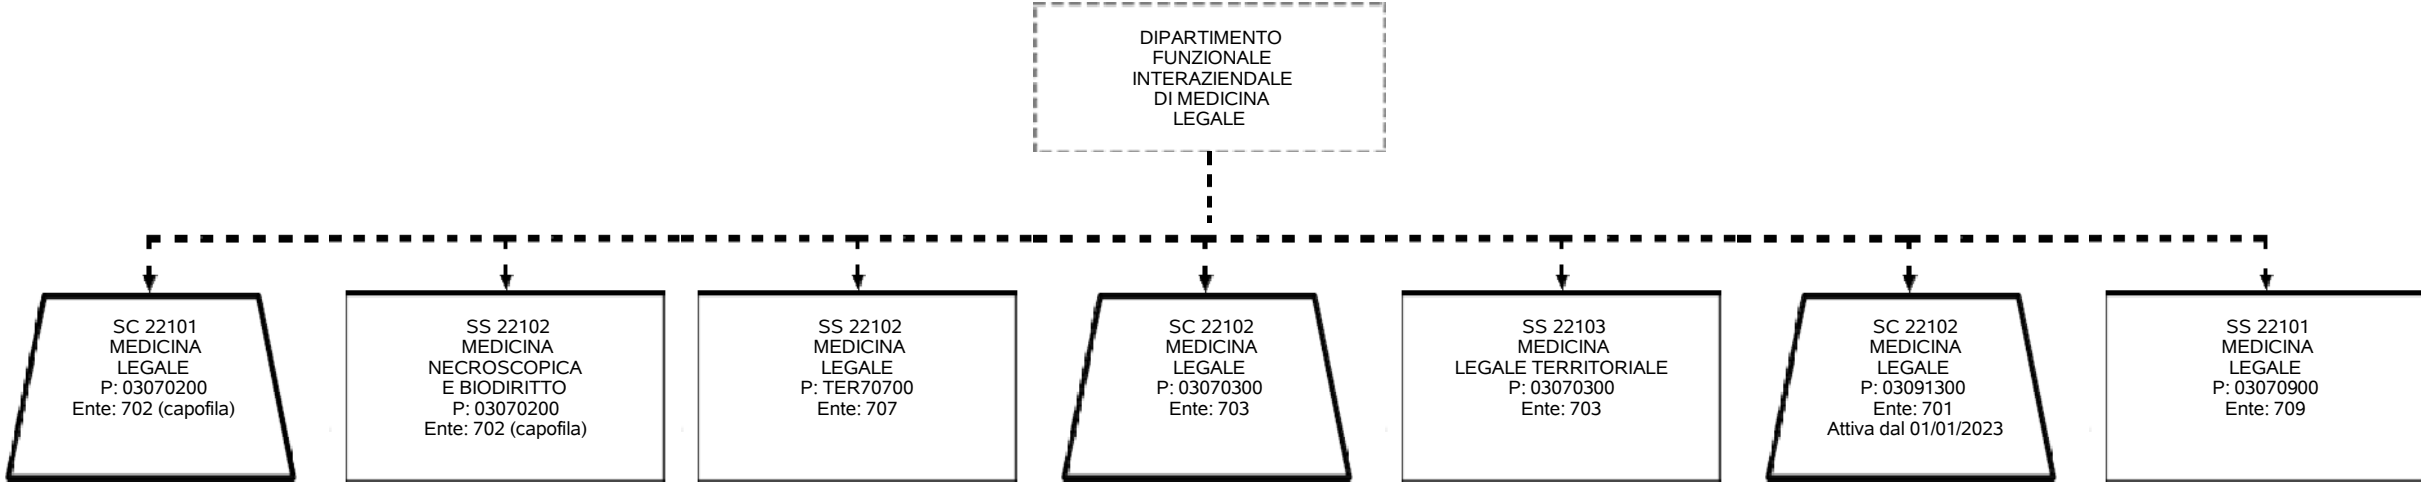 DIPARTIMENTO
FUNZIONALE
INTERAZIENDALE
DI MEDICINA
LEGALE
SC 22101
MEDICINA
LEGALE
P: 03070200
Ente: 702 (capofila)
SS 22102
MEDICINA
NECROSCOPICA
E BIODIRITTO
P: 03070200
Ente: 702 (capofila)
SS 22102
MEDICINA
LEGALE
P: TER70700
Ente: 707
SC 22102
MEDICINA
LEGALE
P: 03070300
Ente: 703
SS 22103
MEDICINA
LEGALE TERRITORIALE
P: 03070300
Ente: 703
SC 22102
MEDICINA
LEGALE
P: 03091300
Ente: 701
Attiva dal 01/01/2023
SS 22101
MEDICINA
LEGALE
P: 03070900
Ente: 709